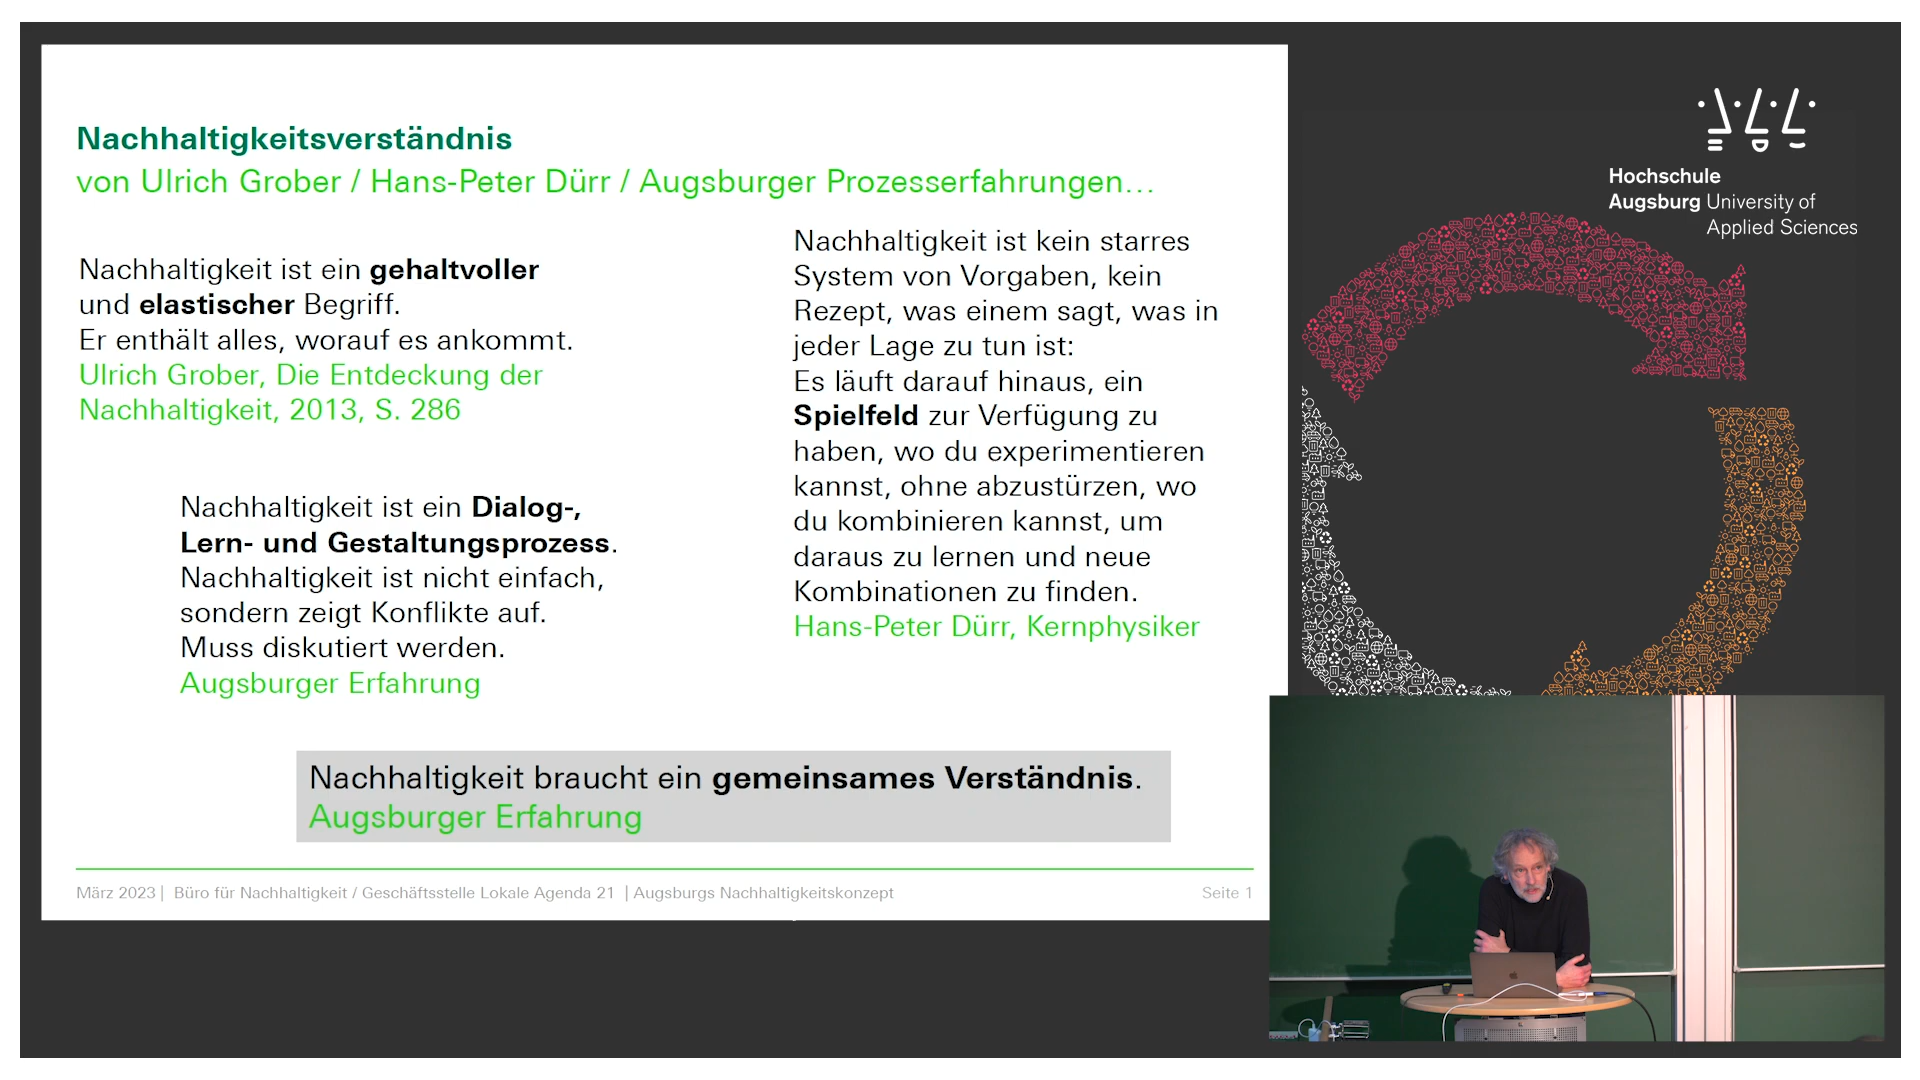 Nachhaltigkeitsverständnis
von Ulrich Grober / Hans-Peter Dürr / Augsburger Prozesserfahrungen…
Nachhaltigkeit ist ein gehaltvoller
und elastischer Begriff.
Er enthält alles, worauf es ankommt.
Ulrich Grober, Die Entdeckung der
Nachhaltigkeit, 2013, S. 286
Nachhaltigkeit ist ein Dialog-,
Lern- und Gestaltungsprozess.
Nachhaltigkeit ist nicht einfach,
sondern zeigt Konflikte auf.
Muss diskutiert werden.
Augsburger Erfahrung
Nachhaltigkeit ist kein starres
System von Vorgaben, kein
Rezept, was einem sagt, was in
jeder Lage zu tun ist:
Es läuft darauf hinaus, ein
Spielfeld zur Verfügung zu
haben, wo du experimentieren
kannst, ohne abzustürzen, wo
du kombinieren kannst, um
daraus zu lernen und neue
Kombinationen zu finden.
Hans-Peter Dürr, Kernphysiker
Nachhaltigkeit braucht ein gemeinsames Verständnis.
Augsburger Erfahrung
März 2023 | Büro für Nachhaltigkeit / Geschäftsstelle Lokale Agenda 21 | Augsburgs Nachhaltigkeitskonzept
Seite 1
Hochschule
Augsburg University of
Applied Sciences